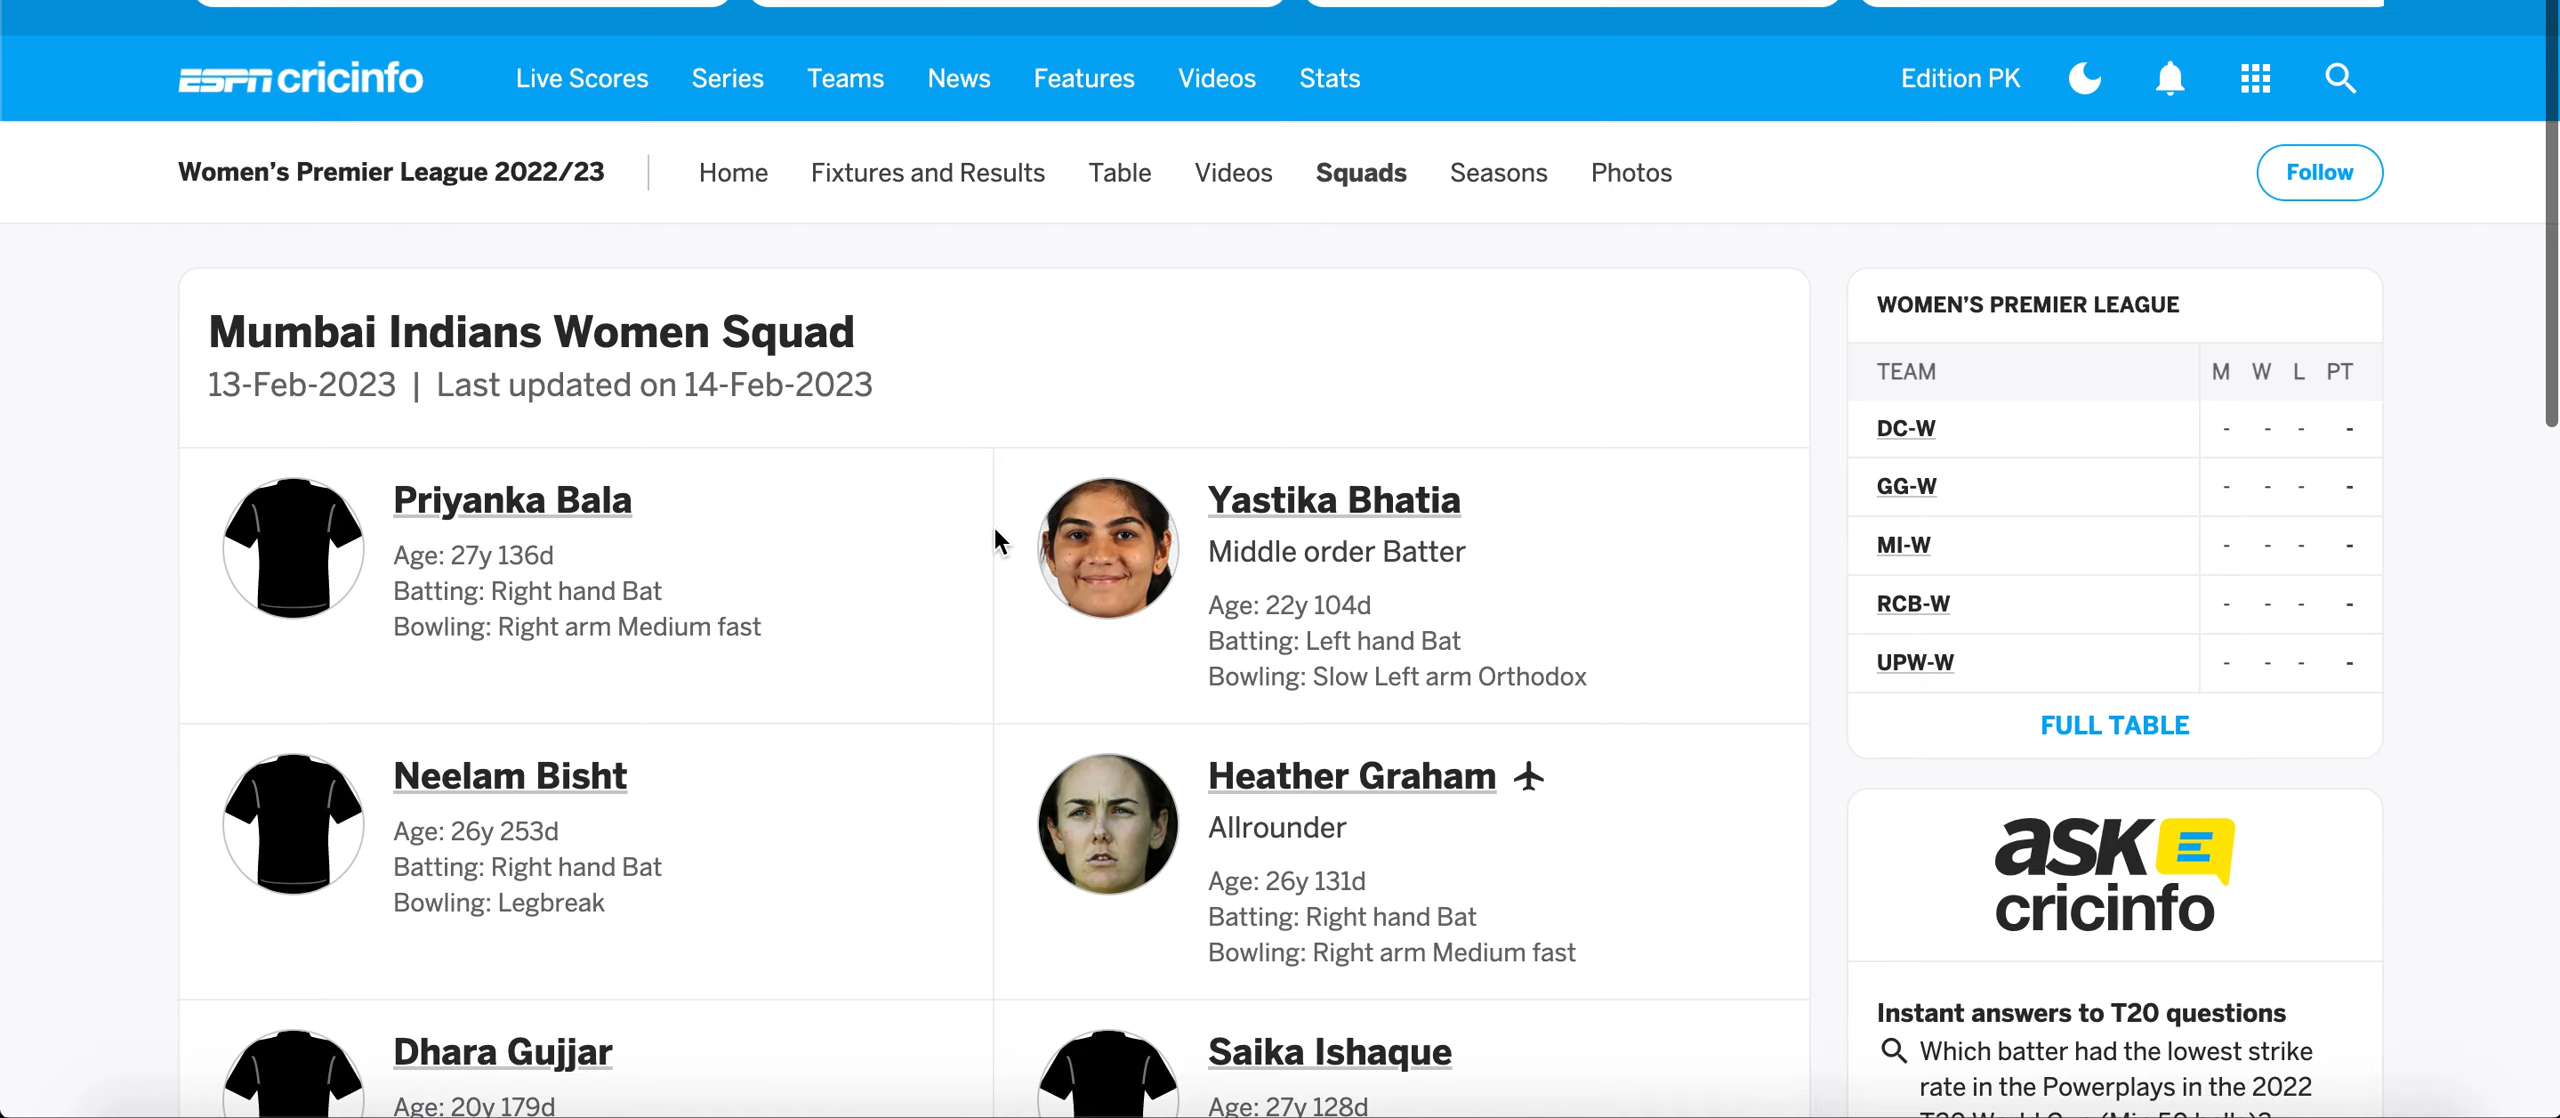 ESPN cricinfo Live Scores Series Teams News Features Videos Stats Edition PK
Women's Premier League 2022/23 Home Fixtures and Results Table Videos Squads Seasons Photos Follow
Mumbai Indians Women Squad
13-Feb-2023 | Last updated on 14-Feb-2023
Priyanka Bala
Age: 27y 136d
Batting: Right hand Bat
Bowling: Right arm Medium fast
Yastika Bhatia
Middle order Batter
Age: 22y 104d
Batting: Left hand Bat
Bowling: Slow Left arm Orthodox
Neelam Bisht
Age: 26y 253d
Batting: Right hand Bat
Bowling: Legbreak
Heather Graham
Allrounder
Age: 26y 131d
Batting: Right hand Bat
Bowling: Right arm Medium fast
Dhara Gujjar
Age: 20y 179d
Saika Ishaque
Age: 27y 128d
WOMEN'S PREMIER LEAGUE
TEAM M W L PT
DC-W - - - -
GG-W - - - -
MI-W - - - -
RCB-W - - - -
UPW-W - - - -
FULL TABLE
ask
cricinfo
Instant answers to T20 questions
Which batter had the lowest strike
rate in the Powerplays in the 2022